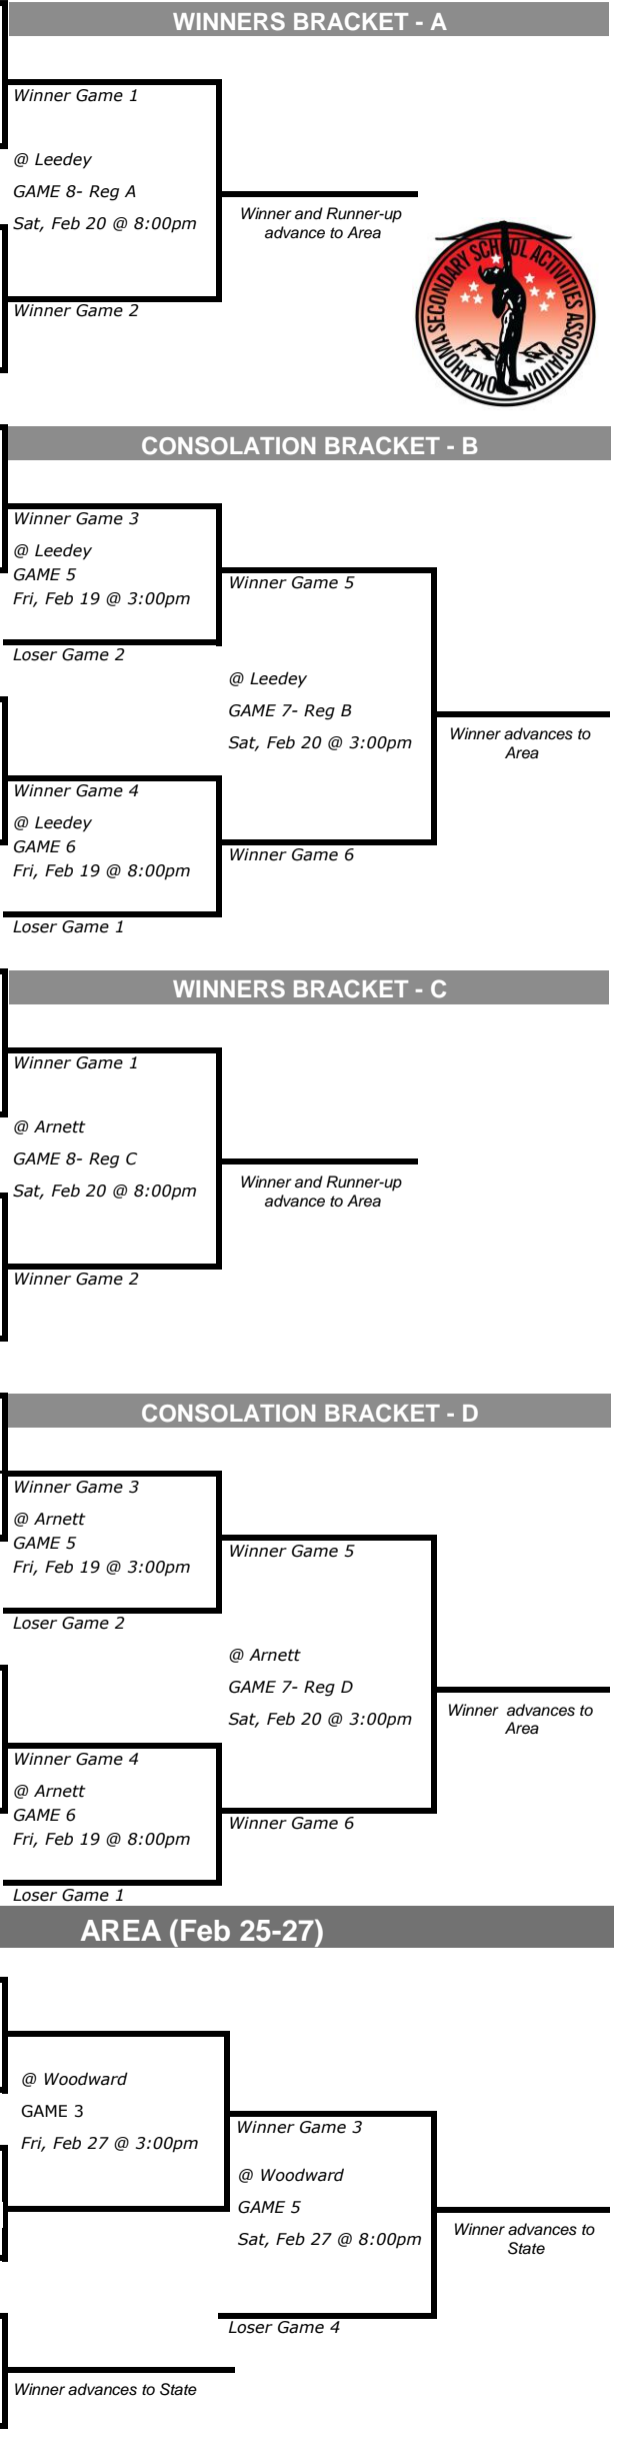 WINNERS BRACKET - A
Winner Game 1
@ Leedey
GAME 8- Reg A
Sat, Feb 20 @ 8:00pm
Winner and Runner-up
advance to Area
Winner Game 2
OKLAHOMA SECONDARY SCHOOL ACTIVITIES ASSOCIATION
CONSOLATION BRACKET - B
Winner Game 3
@ Leedey
GAME 5
Fri, Feb 19 @ 3:00pm
Loser Game 2
Winner Game 5
@ Leedey
GAME 7- Reg B
Sat, Feb 20 @ 3:00pm
Winner advances to
Area
Winner Game 4
@ Leedey
GAME 6
Fri, Feb 19 @ 8:00pm
Winner Game 6
Loser Game 1
WINNERS BRACKET - C
Winner Game 1
@ Arnett
GAME 8- Reg C
Sat, Feb 20 @ 8:00pm
Winner and Runner-up
advance to Area
Winner Game 2
CONSOLATION BRACKET - D
Winner Game 3
@ Arnett
GAME 5
Fri, Feb 19 @ 3:00pm
Loser Game 2
Winner Game 5
@ Arnett
GAME 7- Reg D
Sat, Feb 20 @ 3:00pm
Winner  advances to
Area
Winner Game 4
@ Arnett
GAME 6
Fri, Feb 19 @ 8:00pm
Winner Game 6
Loser Game 1
AREA (Feb 25-27)
@ Woodward
GAME 3
Fri, Feb 27 @ 3:00pm
Winner Game 3
@ Woodward
GAME 5
Sat, Feb 27 @ 8:00pm
Winner advances to
State
Loser Game 4
Winner advances to State